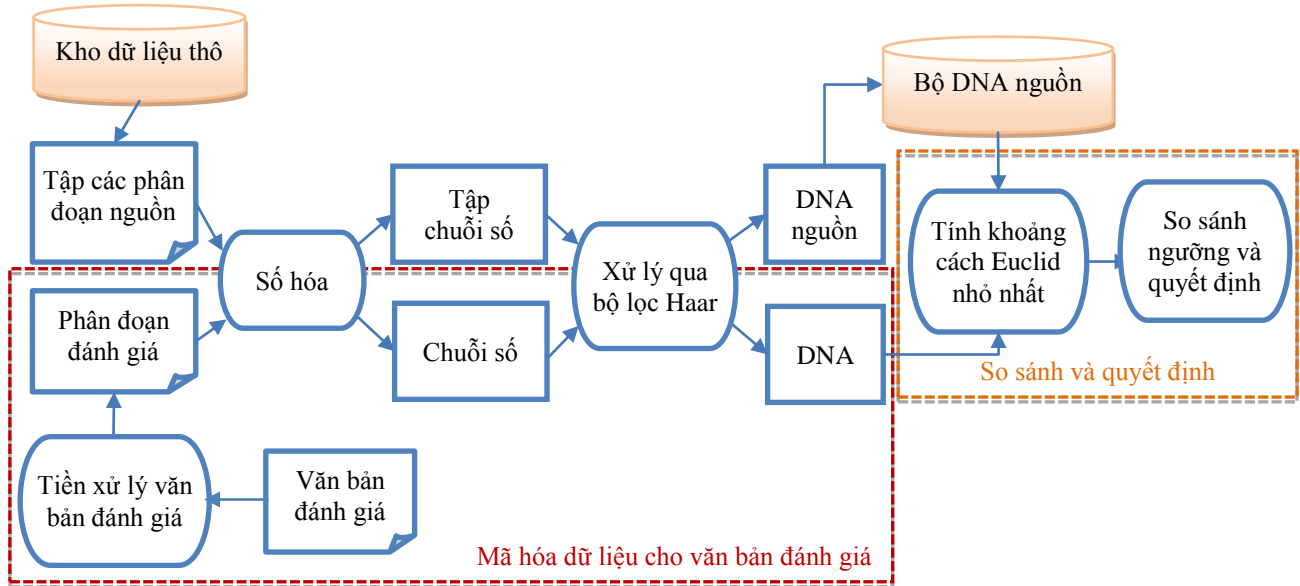 Kho dữ liệu thô
Bộ DNA nguồn
Tập các phân
đoạn nguồn
Tập
chuỗi số
DNA
nguồn
Tính khoảng
cách Euclid
nhỏ nhất
So sánh
ngưỡng và
quyết định
Số hóa
Xử lý qua
bộ lọc Haar
Phân đoạn
đánh giá
Chuỗi số
DNA
So sánh và quyết định
Tiền xử lý văn
bản đánh giá
Văn bản
đánh giá
Mã hóa dữ liệu cho văn bản đánh giá